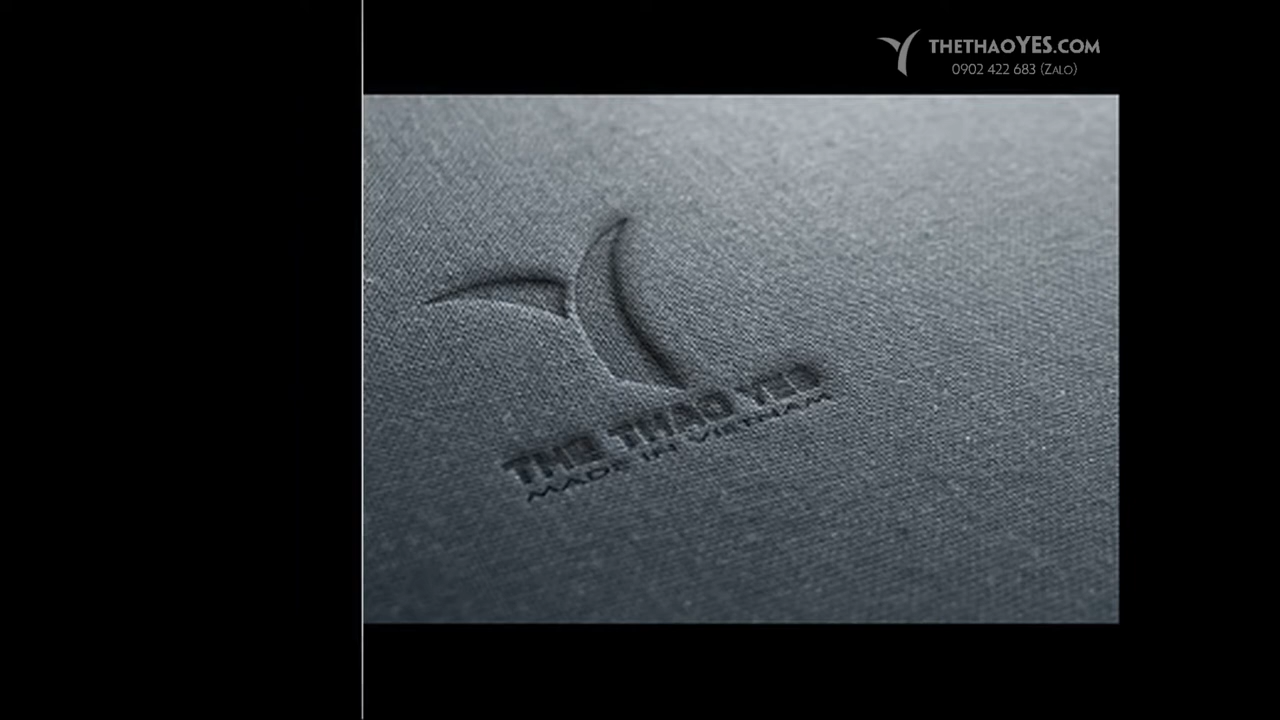 THETHAOYES.COM
0902 422 683 (ZALO)
THE THAO YES
MADE IN VIETNAM